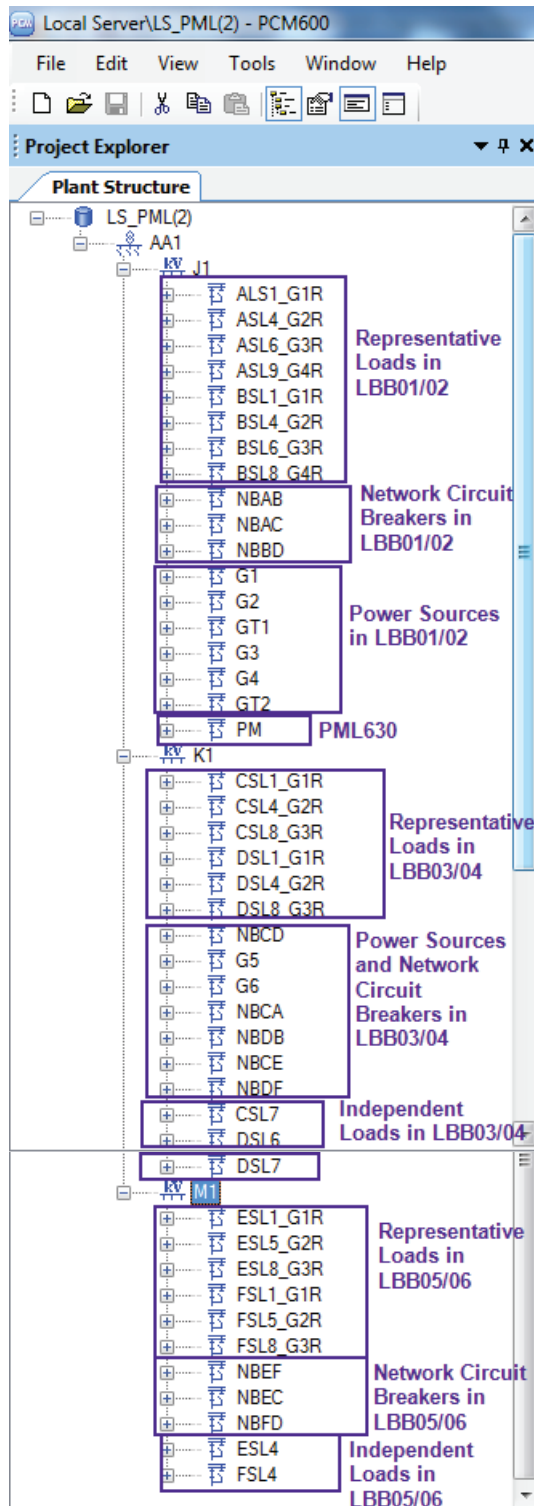 PCM Local Server\LS_PML(2) - PCM600
File Edit View Tools Window Help
Project Explorer
Plant Structure
LS_PML(2)
AA1
J1
ALS1_G1R
ASL4_G2R
ASL6_G3R
ASL9_G4R
BSL1_G1R
BSL4_G2R
BSL6_G3R
BSL8_G4R
Representative
Loads in
LBB01/02
NBAB
NBAC
NBBD
Network Circuit
Breakers in
LBB01/02
G1
G2
GT1
G3
G4
GT2
Power Sources
in LBB01/02
PM PML630
K1
CSL1_G1R
CSL4_G2R
CSL8_G3R
DSL1_G1R
DSL4_G2R
DSL8_G3R
Representative
Loads in
LBB03/04
NBCD
G5
G6
NBCA
NBDB
NBCE
NBDF
Power Sources
and Network
Circuit
Breakers in
LBB03/04
CSL7
DSL6
DSL7
Independent
Loads in LBB03/04
M1
ESL1_G1R
ESL5_G2R
ESL8_G3R
FSL1_G1R
FSL5_G2R
FSL8_G3R
Representative
Loads in
LBB05/06
NBEF
NBEC
NBFD
Network Circuit
Breakers in
LBB05/06
ESL4
FSL4
Independent
Loads in
LBB05/06